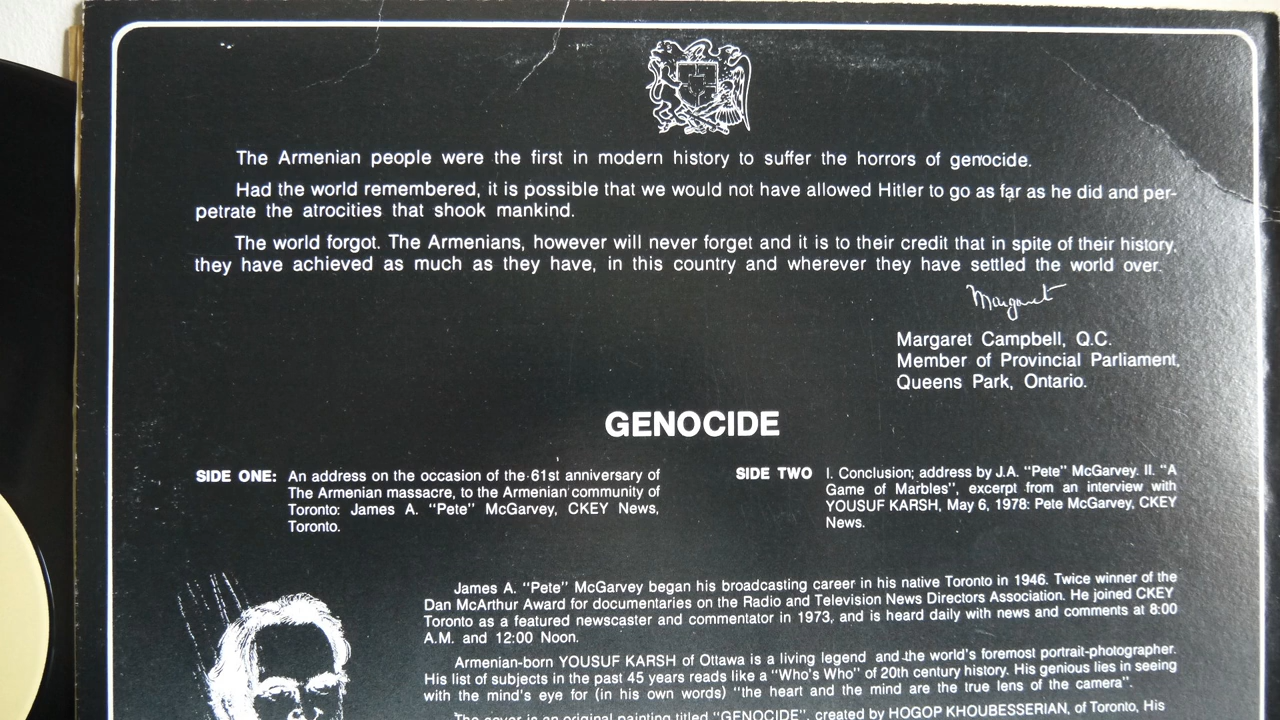 The Armenian people were the first in modern history to suffer the horrors of genocide.
Had the world remembered, it is possible that we would not have allowed Hitler to go as far as he did and per-
petrate the atrocities that shook mankind.
The world forgot. The Armenians, however will never forget and it is to their credit that in spite of their history,
they have achieved as much as they have, in this country and wherever they have settled the world over.
Margaret
Margaret Campbell, Q.C.
Member of Provincial Parliament,
Queens Park, Ontario.
GENOCIDE
SIDE ONE: An address on the occasion of the 61st anniversary of
The Armenian massacre, to the Armenian community of
Toronto: James A. "Pete" McGarvey, CKEY News,
Toronto.
SIDE TWO I. Conclusion; address by J.A. "Pete" McGarvey. II. "A
Game of Marbles", excerpt from an interview with
YOUSUF KARSH, May 6, 1978: Pete McGarvey, CKEY
News.
James A. "Pete" McGarvey began his broadcasting career in his native Toronto in 1946. Twice winner of the
Dan McArthur Award for documentaries on the Radio and Television News Directors Association. He joined CKEY
Toronto as a featured newscaster and commentator in 1973, and is heard daily with news and comments at 8:00
A.M. and 12:00 Noon.
Armenian-born YOUSUF KARSH of Ottawa is a living legend and the world's foremost portrait-photographer.
His list of subjects in the past 45 years reads like a "Who's Who" of 20th century history. His genious lies in seeing
with the mind's eye for (in his own words) "the heart and the mind are the true lens of the camera".
The cover is an original painting titled "GENOCIDE", created by HOGOP KHOUBESSERIAN, of Toronto, His